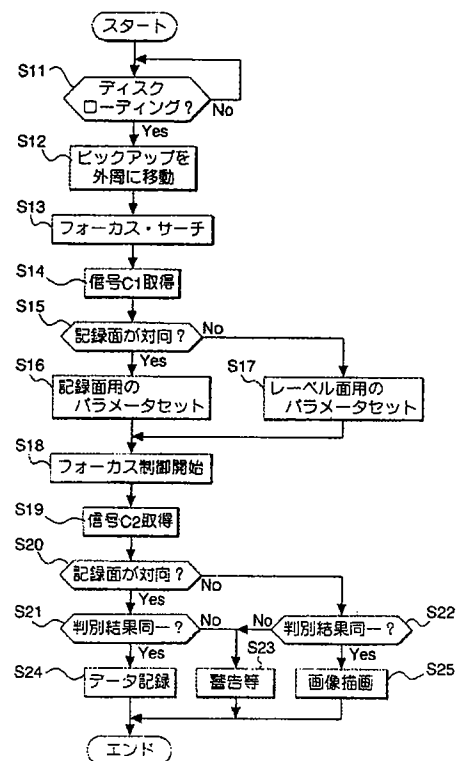 スタート
S11
ディスク
ローディング?
No
Yes
S12
ピックアップを
外周に移動
S13
フォーカス・サーチ
S14
信号C1取得
S15
記録面が対向?
No
Yes
S16
記録面用の
パラメータセット
S17
レーベル面用の
パラメータセット
S18
フォーカス制御開始
S19
信号C2取得
S20
記録面が対向?
No
Yes
S21
判別結果同一?
No
No
判別結果同一?
S22
Yes
S23
Yes
S24
データ記録
警告等
画像描画
S25
エンド